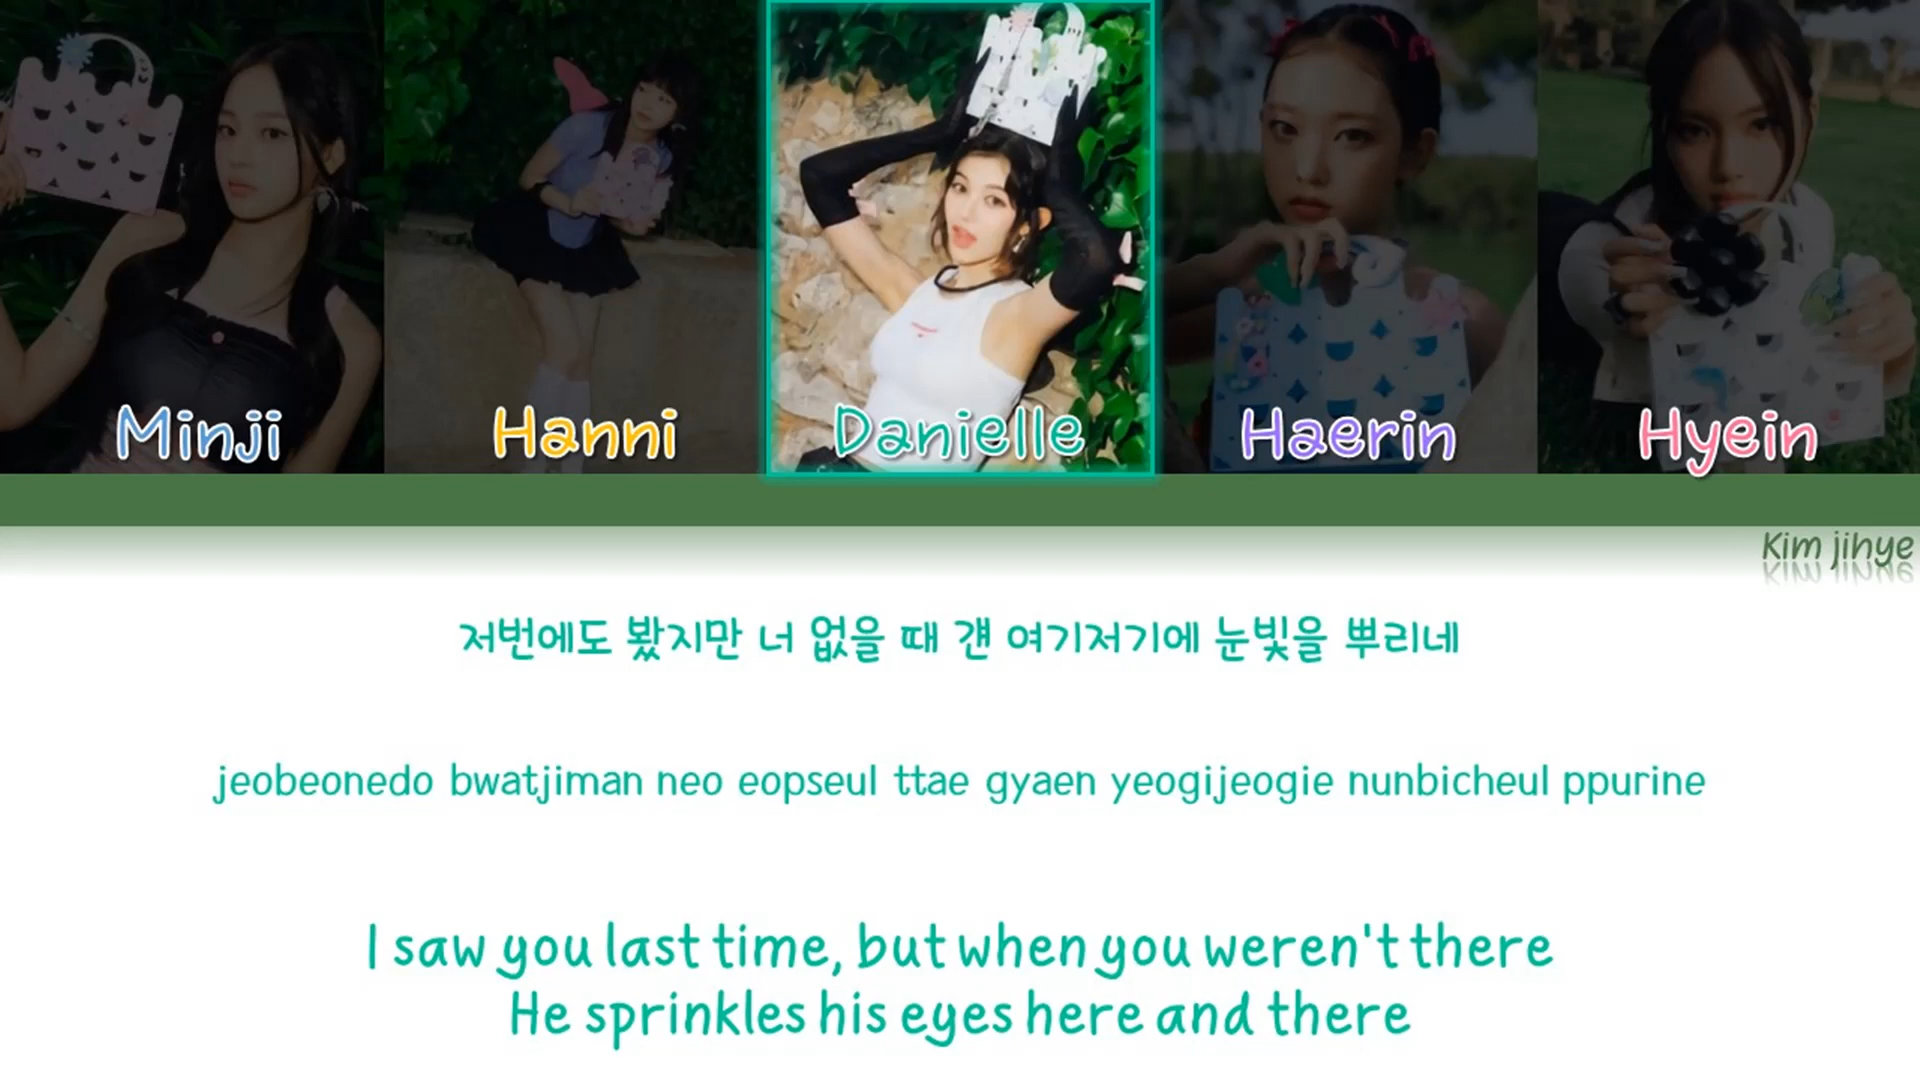 Minji
Hanni
Danielle
Haerin
Hyein
Kim jihye
저번에도 봤지만 너 없을 때 걘 여기저기에 눈빛을 뿌리네
jeobeonedo bwatjiman neo eopseul ttae gyaen yeogijeogie nunbicheul ppurine
I saw you last time, but when you weren't there
He sprinkles his eyes here and there